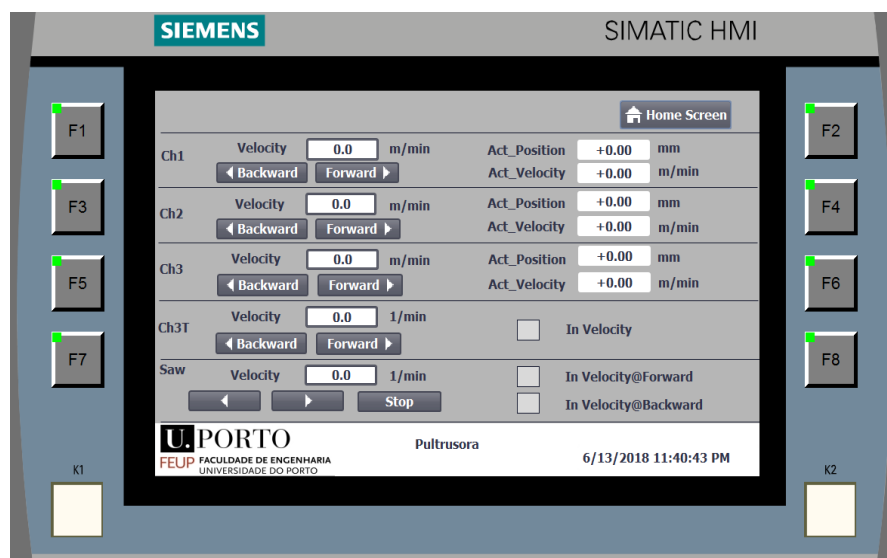 SIEMENS SIMATIC HMI
F1 F2
Home Screen
Ch1 Velocity 0.0 m/min Act_Position +0.00 mm
Backward Forward Act_Velocity +0.00 m/min
F3 F4
Ch2 Velocity 0.0 m/min Act_Position +0.00 mm
Backward Forward Act_Velocity +0.00 m/min
F5 F6
Ch3 Velocity 0.0 m/min Act_Position +0.00 mm
Backward Forward Act_Velocity +0.00 m/min
Ch3T Velocity 0.0 1/min In Velocity
Backward Forward
F7 F8
Saw Velocity 0.0 1/min In Velocity@Forward
Stop In Velocity@Backward
U.PORTO Pultrusora
FEUP FACULDADE DE ENGENHARIA
UNIVERSIDADE DO PORTO
6/13/2018 11:40:43 PM
K1 K2